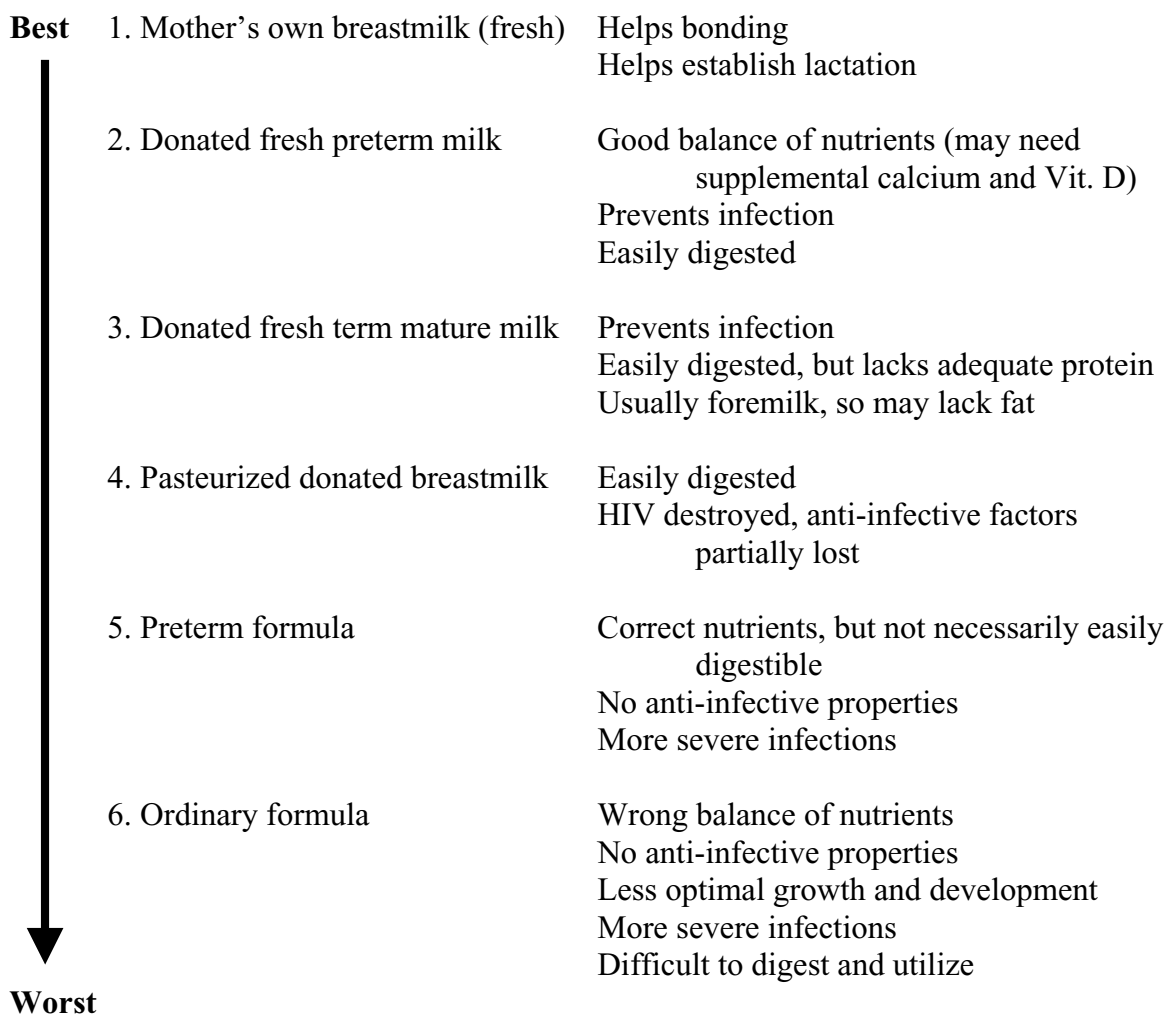 Best 1. Mother’s own breastmilk (fresh) Helps bonding
Helps establish lactation
2. Donated fresh preterm milk Good balance of nutrients (may need
supplemental calcium and Vit. D)
Prevents infection
Easily digested
3. Donated fresh term mature milk Prevents infection
Easily digested, but lacks adequate protein
Usually foremilk, so may lack fat
4. Pasteurized donated breastmilk Easily digested
HIV destroyed, anti-infective factors
partially lost
5. Preterm formula Correct nutrients, but not necessarily easily
digestible
No anti-infective properties
More severe infections
6. Ordinary formula Wrong balance of nutrients
No anti-infective properties
Less optimal growth and development
More severe infections
Difficult to digest and utilize
Worst